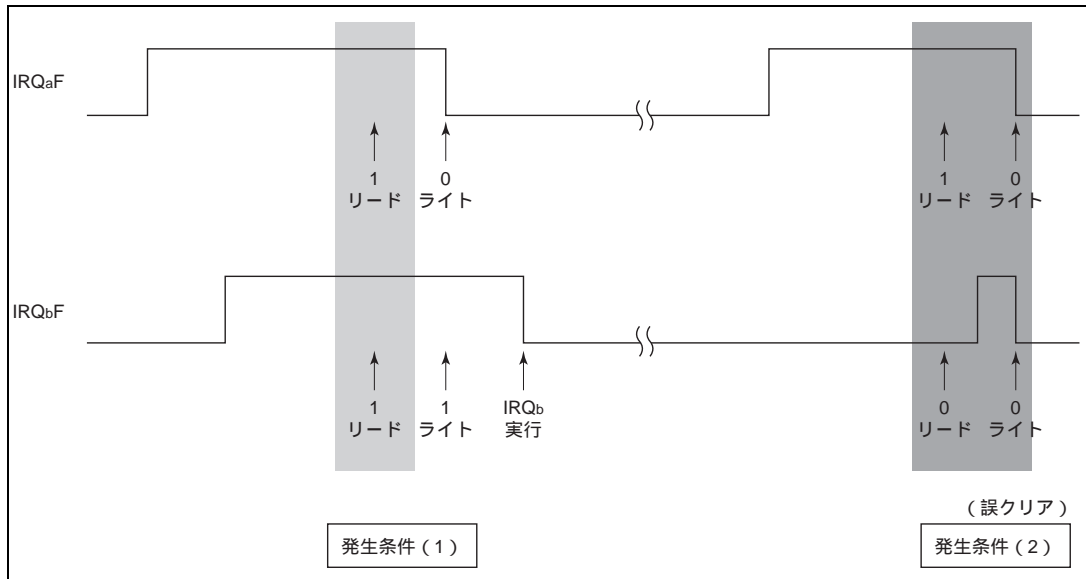 IRQaF
1 0 1 0
リード ライト リード ライト
IRQbF
1 1 IRQb 0 0
リード ライト 実行 リード ライト
(誤クリア)
発生条件(1) 発生条件(2)